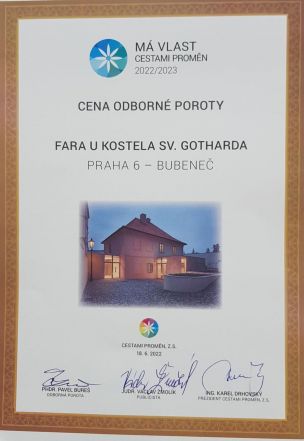 MÁ VLAST
CESTAMI PROMĚN
2022/2023
CENA ODBORNÉ POROTY
FARA U KOSTELA SV. GOTHARDA
PRAHA 6 – BUBENEČ
CESTAMI PROMĚN, Z.S.
18. 6. 2022
PHDR. PAVEL BUREŠ
ODBORNÁ POROTA
JUDR. VÁCLAV ŽMOLÍK
PUBLICISTA
ING. KAREL DRHOVSKÝ
PREZIDENT CESTAMI PROMĚN, Z.S.